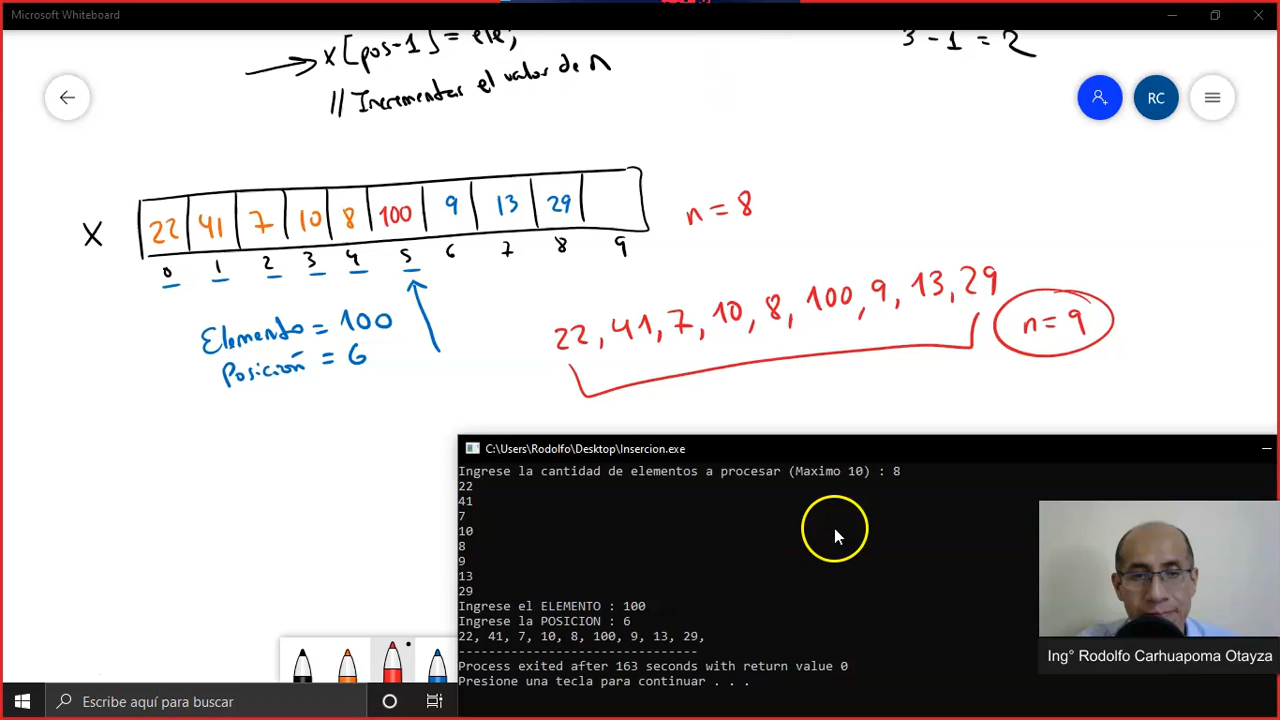 Microsoft Whiteboard
x[pos-1] = ele;
3 - 1 = 2
// Incrementar el valor de n
RC
X
22 41 7 10 8 100 9 13 29
n = 8
0 1 2 3 4 5 6 7 8 9
Elemento = 100
Posición = 6
22, 41, 7, 10, 8, 100, 9, 13, 29
n = 9
C:\Users\Rodolfo\Desktop\Insercion.exe
Ingrese la cantidad de elementos a procesar (Maximo 10) : 8
22
41
7
10
8
9
13
29
Ingrese el ELEMENTO : 100
Ingrese la POSICION : 6
22, 41, 7, 10, 8, 100, 9, 13, 29,
--------------------------------
Process exited after 163 seconds with return value 0
Presione una tecla para continuar . . .
Ing° Rodolfo Carhuapoma Otayza
Escribe aquí para buscar